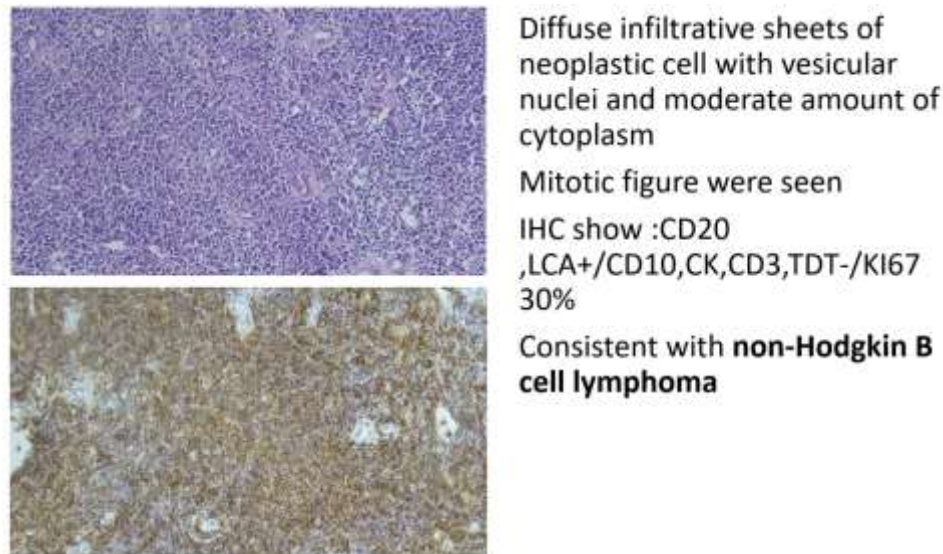 Diffuse infiltrative sheets of
neoplastic cell with vesicular
nuclei and moderate amount of
cytoplasm
Mitotic figure were seen
IHC show :CD20
,LCA+/CD10,CK,CD3,TDT-/KI67
30%
Consistent with non-Hodgkin B
cell lymphoma